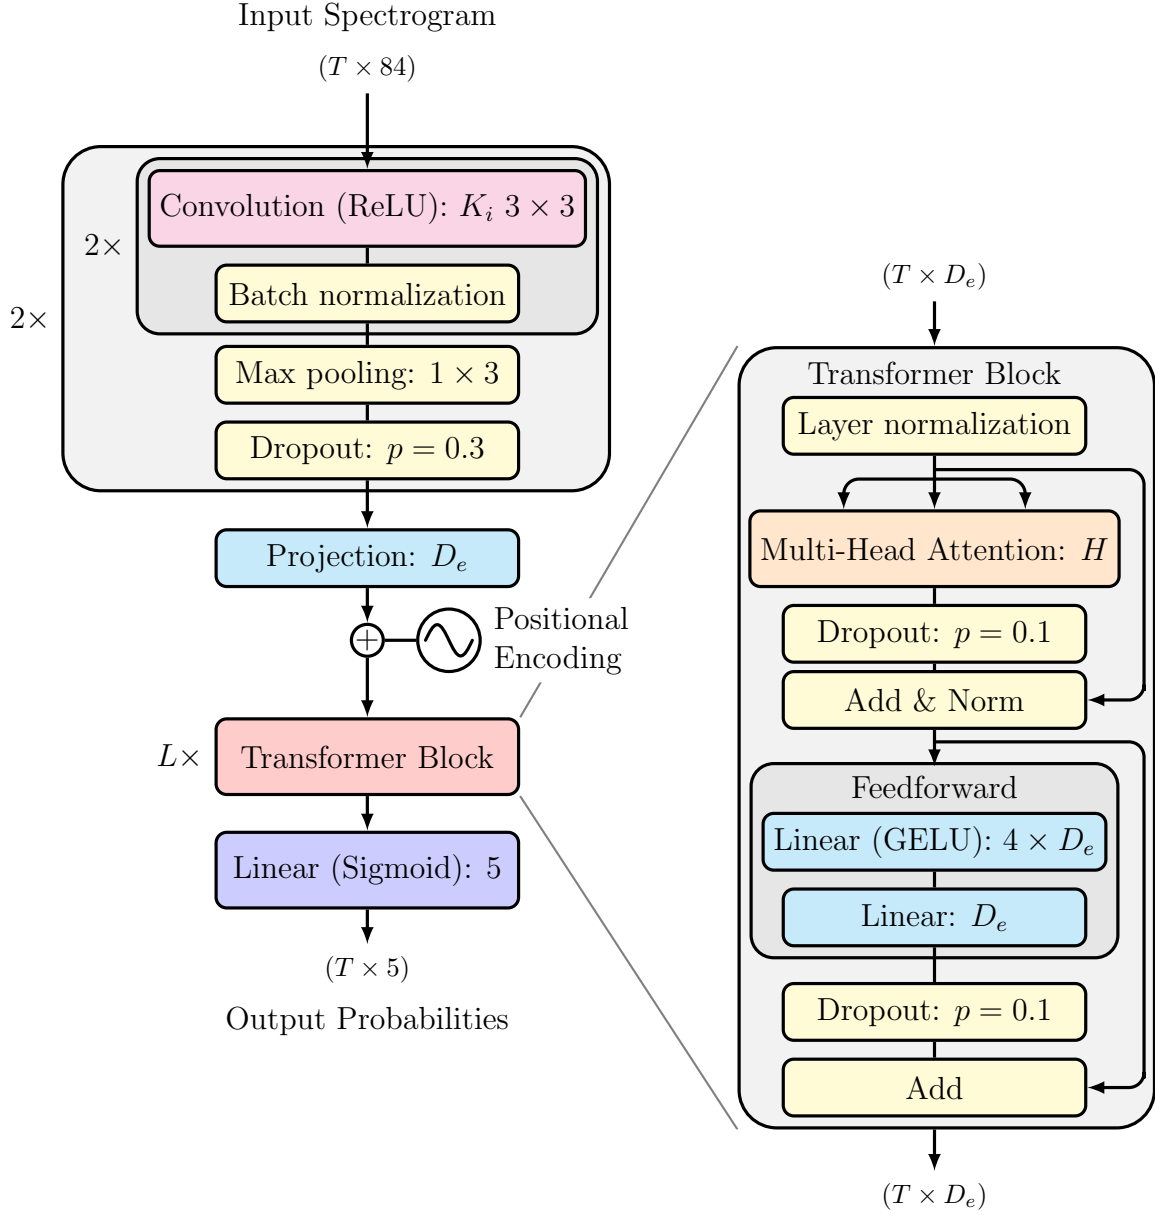 Input Spectrogram
(T × 84)
2×
2×
Convolution (ReLU): K_i 3 × 3
Batch normalization
Max pooling: 1 × 3
Dropout: p = 0.3
Projection: D_e
+
Positional
Encoding
L×
Transformer Block
Linear (Sigmoid): 5
(T × 5)
Output Probabilities
(T × D_e)
Transformer Block
Layer normalization
Multi-Head Attention: H
Dropout: p = 0.1
Add & Norm
Feedforward
Linear (GELU): 4 × D_e
Linear: D_e
Dropout: p = 0.1
Add
(T × D_e)